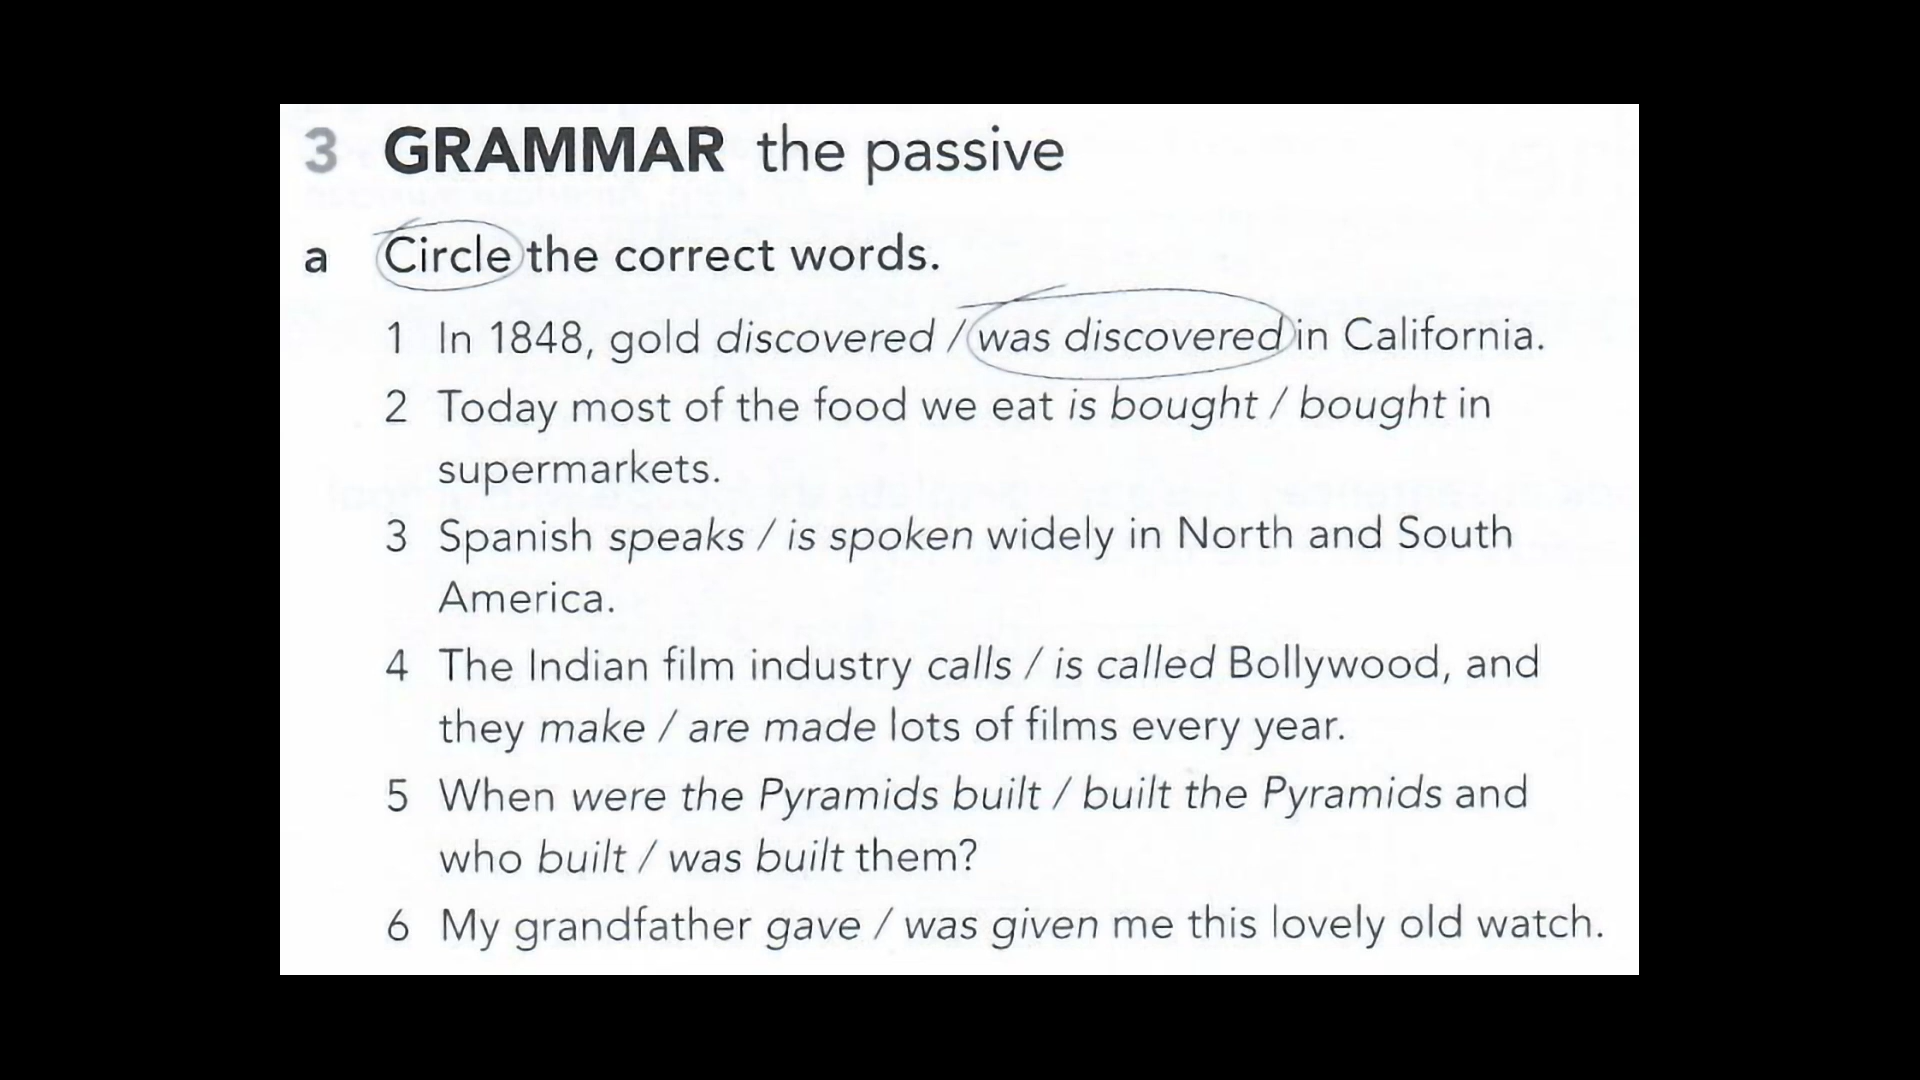 3 GRAMMAR the passive
a Circle the correct words.
1 In 1848, gold discovered / was discovered in California.
2 Today most of the food we eat is bought / bought in
supermarkets.
3 Spanish speaks / is spoken widely in North and South
America.
4 The Indian film industry calls / is called Bollywood, and
they make / are made lots of films every year.
5 When were the Pyramids built / built the Pyramids and
who built / was built them?
6 My grandfather gave / was given me this lovely old watch.